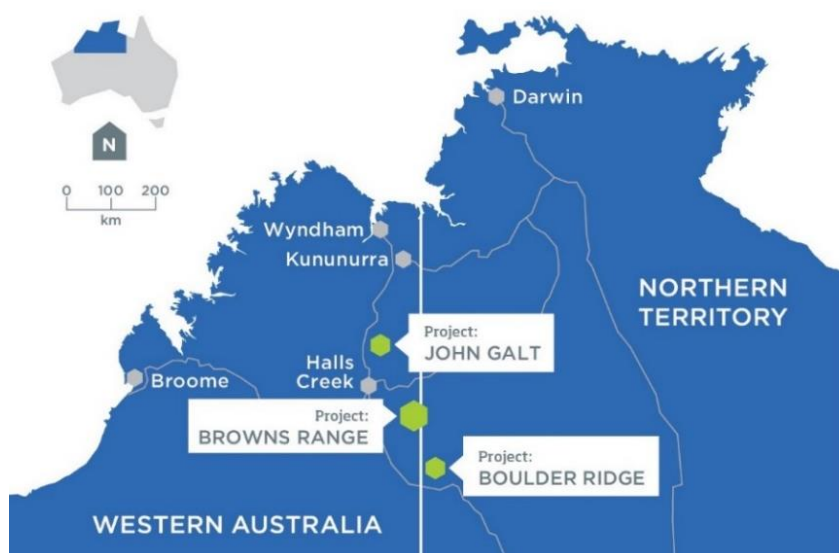 N
0 100 200
km
Darwin
Wyndham
Kununurra
NORTHERN
TERRITORY
Project:
JOHN GALT
Halls
Creek
Broome
Project:
BROWNS RANGE
Project:
BOULDER RIDGE
WESTERN AUSTRALIA